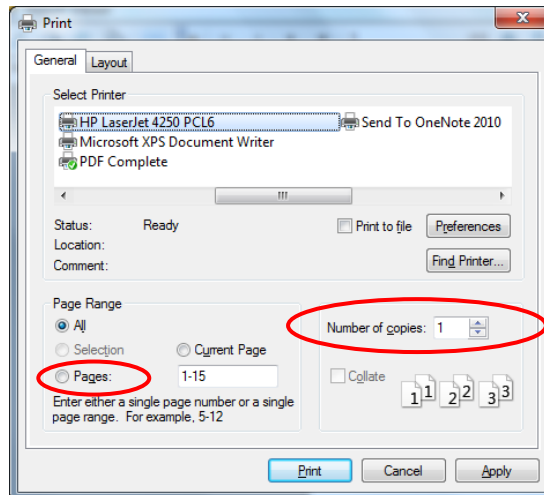 Print
General Layout
Select Printer
HP LaserJet 4250 PCL6 Send To OneNote 2010
Microsoft XPS Document Writer
PDF Complete
Status: Ready Print to file Preferences
Location:
Comment: Find Printer...
Page Range
All Number of copies: 1
Selection Current Page
Pages: 1-15 Collate
1 1 2 2 3 3
Enter either a single page number or a single
page range. For example, 5-12
Print Cancel Apply